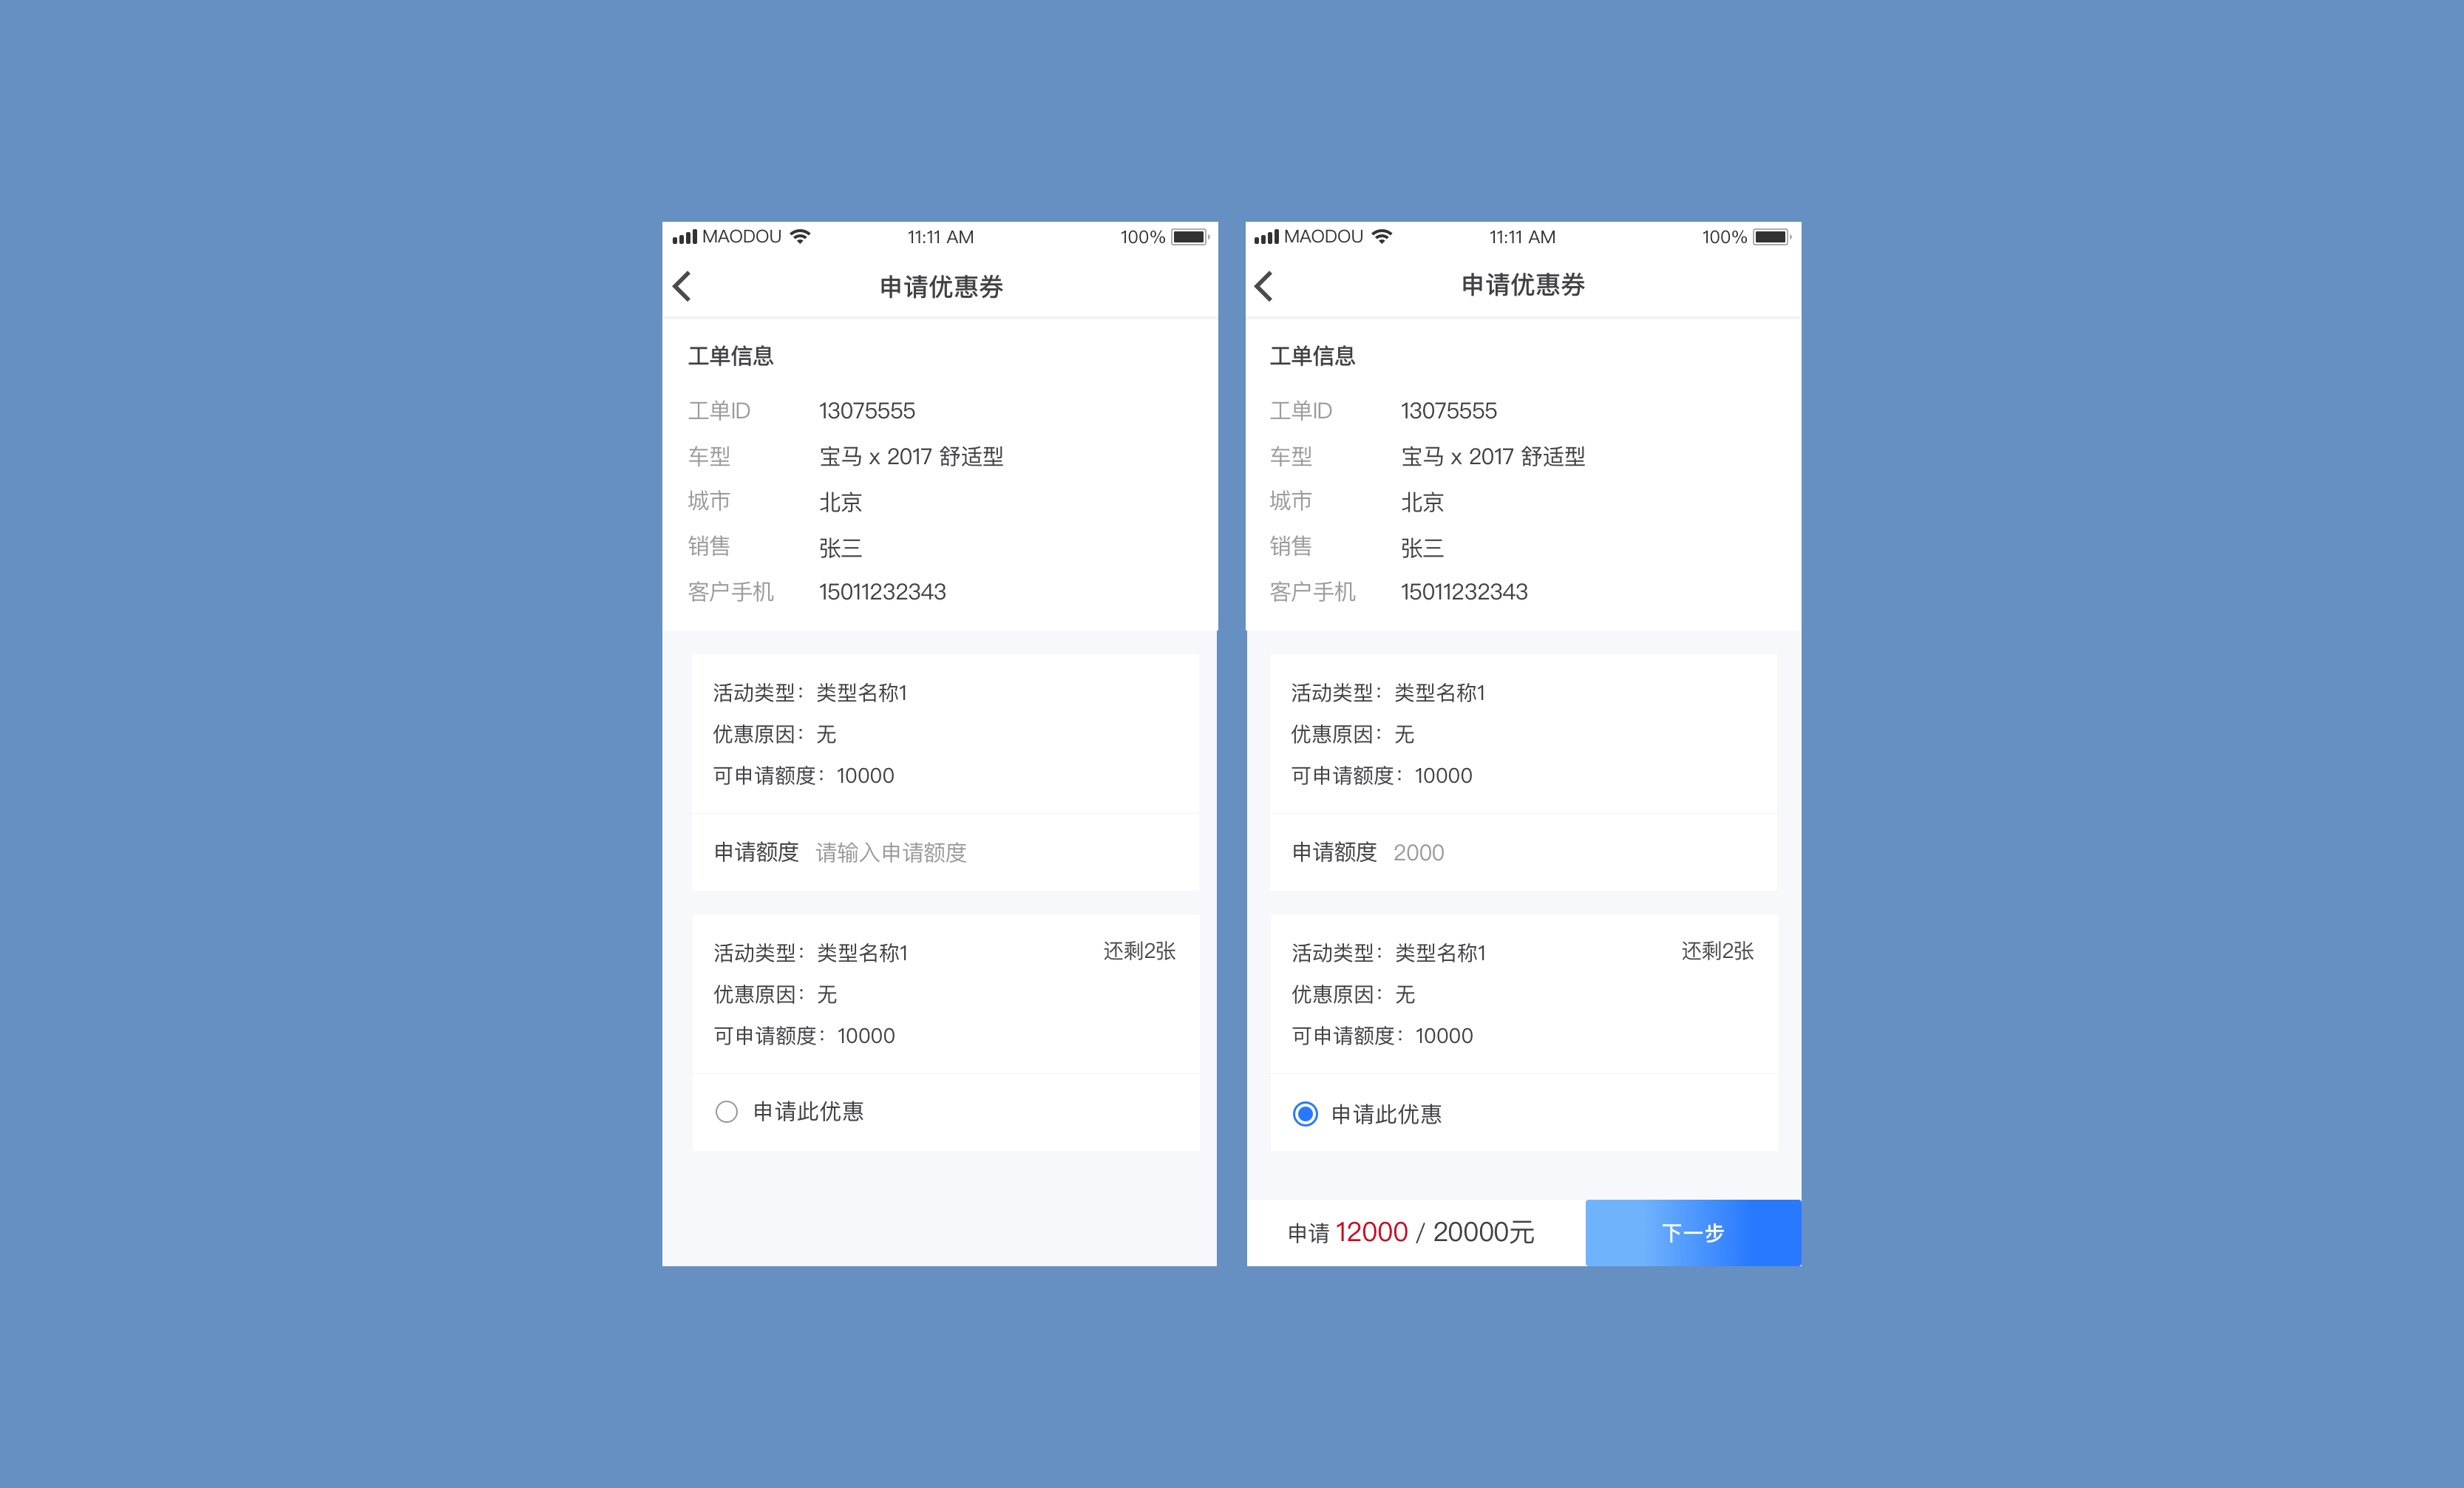 MAODOU 11:11 AM 100%
申请优惠券
工单信息
工单ID 13075555
车型 宝马 x 2017 舒适型
城市 北京
销售 张三
客户手机 15011232343
活动类型：类型名称1
优惠原因：无
可申请额度：10000
申请额度 请输入申请额度
活动类型：类型名称1 还剩2张
优惠原因：无
可申请额度：10000
申请此优惠
MAODOU 11:11 AM 100%
申请优惠券
工单信息
工单ID 13075555
车型 宝马 x 2017 舒适型
城市 北京
销售 张三
客户手机 15011232343
活动类型：类型名称1
优惠原因：无
可申请额度：10000
申请额度 2000
活动类型：类型名称1 还剩2张
优惠原因：无
可申请额度：10000
申请此优惠
申请 12000 / 20000元 下一步